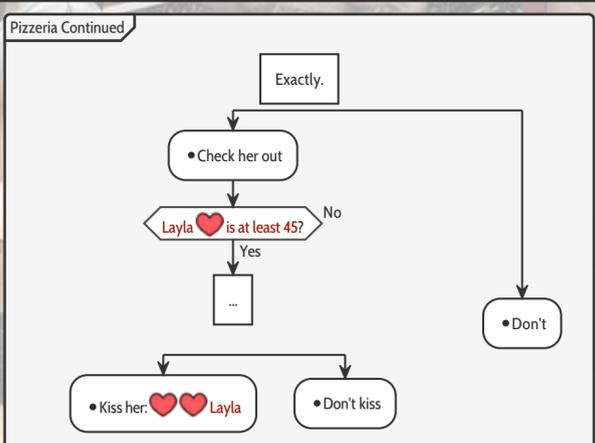 Pizzeria Continued
Exactly.
•Check her out
Layla ❤️ is at least 45?
No
Yes
...
•Don't
•Kiss her: ❤️❤️ Layla
•Don't kiss